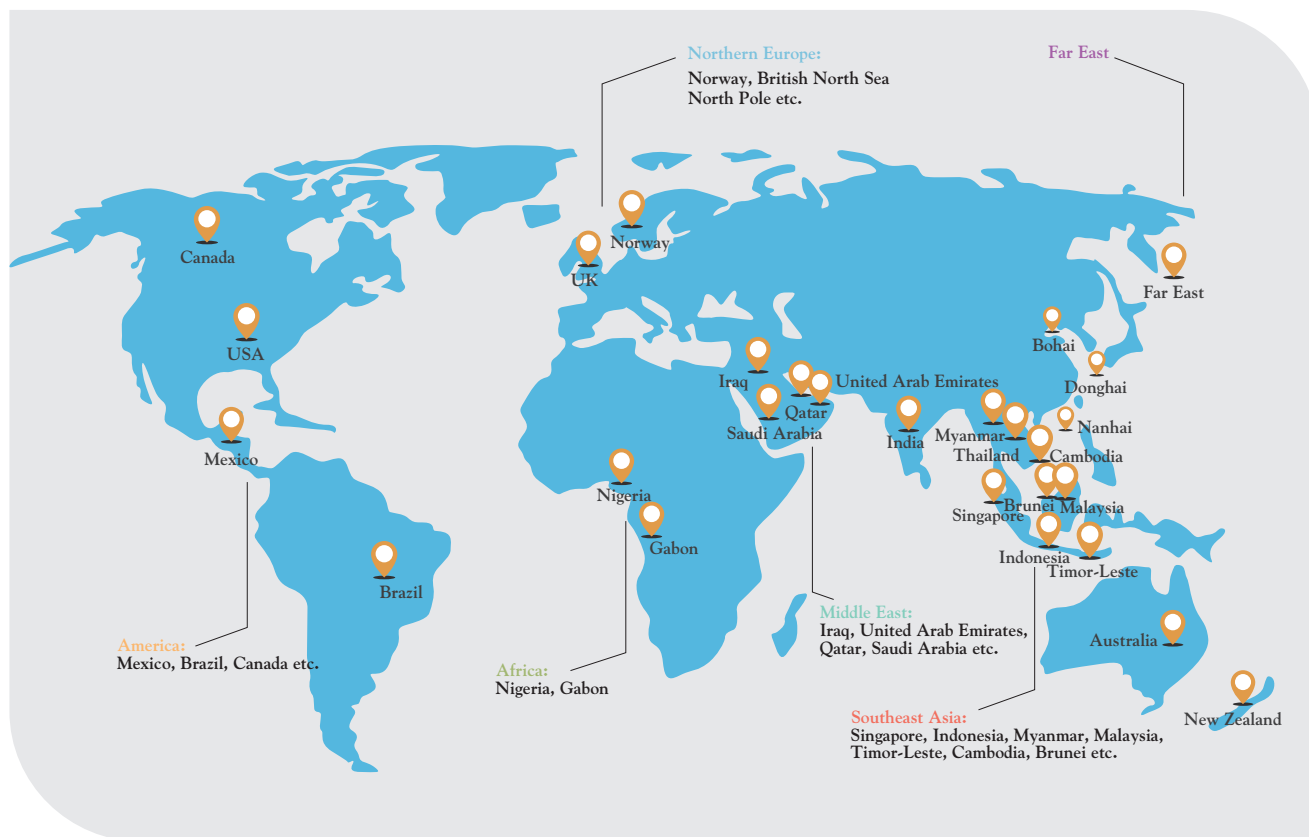 Northern Europe:
Norway, British North Sea
North Pole etc.
Far East
Canada
Norway
UK
Far East
USA
Bohai
Iraq
United Arab Emirates
Donghai
Qatar
Saudi Arabia
India
Myanmar
Nanhai
Thailand
Cambodia
Mexico
Nigeria
Singapore
Brunei
Malaysia
Gabon
Indonesia
Timor-Leste
Brazil
Middle East:
Iraq, United Arab Emirates,
Qatar, Saudi Arabia etc.
Australia
America:
Mexico, Brazil, Canada etc.
Africa:
Nigeria, Gabon
Southeast Asia:
Singapore, Indonesia, Myanmar, Malaysia,
Timor-Leste, Cambodia, Brunei etc.
New Zealand